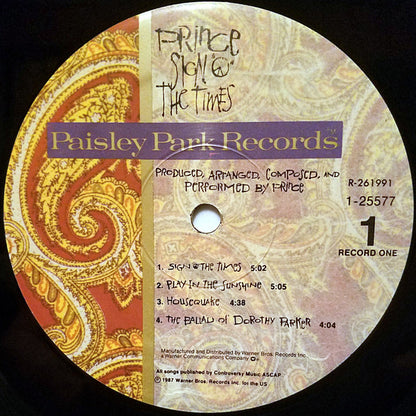 PRINCE
SIGN "☮"
THE TIMES
Paisley Park Records™
PRODUCED, ARRANGED, COMPOSED, AND
PERFORMED BY PRINCE
R-261991
1-25577
1
RECORD ONE
1. SIGN ☮ THE TIMES 5:02
2. PLAY IN THE SUNSHINE 5:05
3. HOUSEQUAKE 4:38
4. THE BALLAD OF DOROTHY PARKER 4:04
Manufactured and Distributed by Warner Bros. Records Inc.,
a Warner Communications Company
All songs published by Controversy Music ASCAP
℗ 1987 Warner Bros. Records Inc. for the US